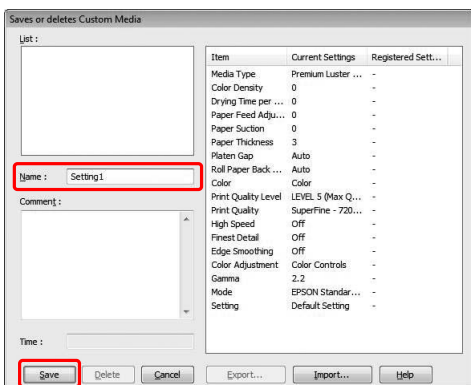 Saves or deletes Custom Media
List :
Name : Setting1
Comment :
Time :
Item Current Settings Registered Sett...
Media Type Premium Luster ... -
Color Density 0 -
Drying Time per ... 0 -
Paper Feed Adju... 0 -
Paper Suction 0 -
Paper Thickness 3 -
Platen Gap Auto -
Roll Paper Back ... Auto -
Color Color -
Print Quality Level LEVEL 5 (Max Q... -
Print Quality SuperFine - 720... -
High Speed Off -
Finest Detail Off -
Edge Smoothing Off -
Color Adjustment Color Controls -
Gamma 2.2 -
Mode EPSON Standar... -
Setting Default Setting -
Save Delete Cancel Export... Import... Help